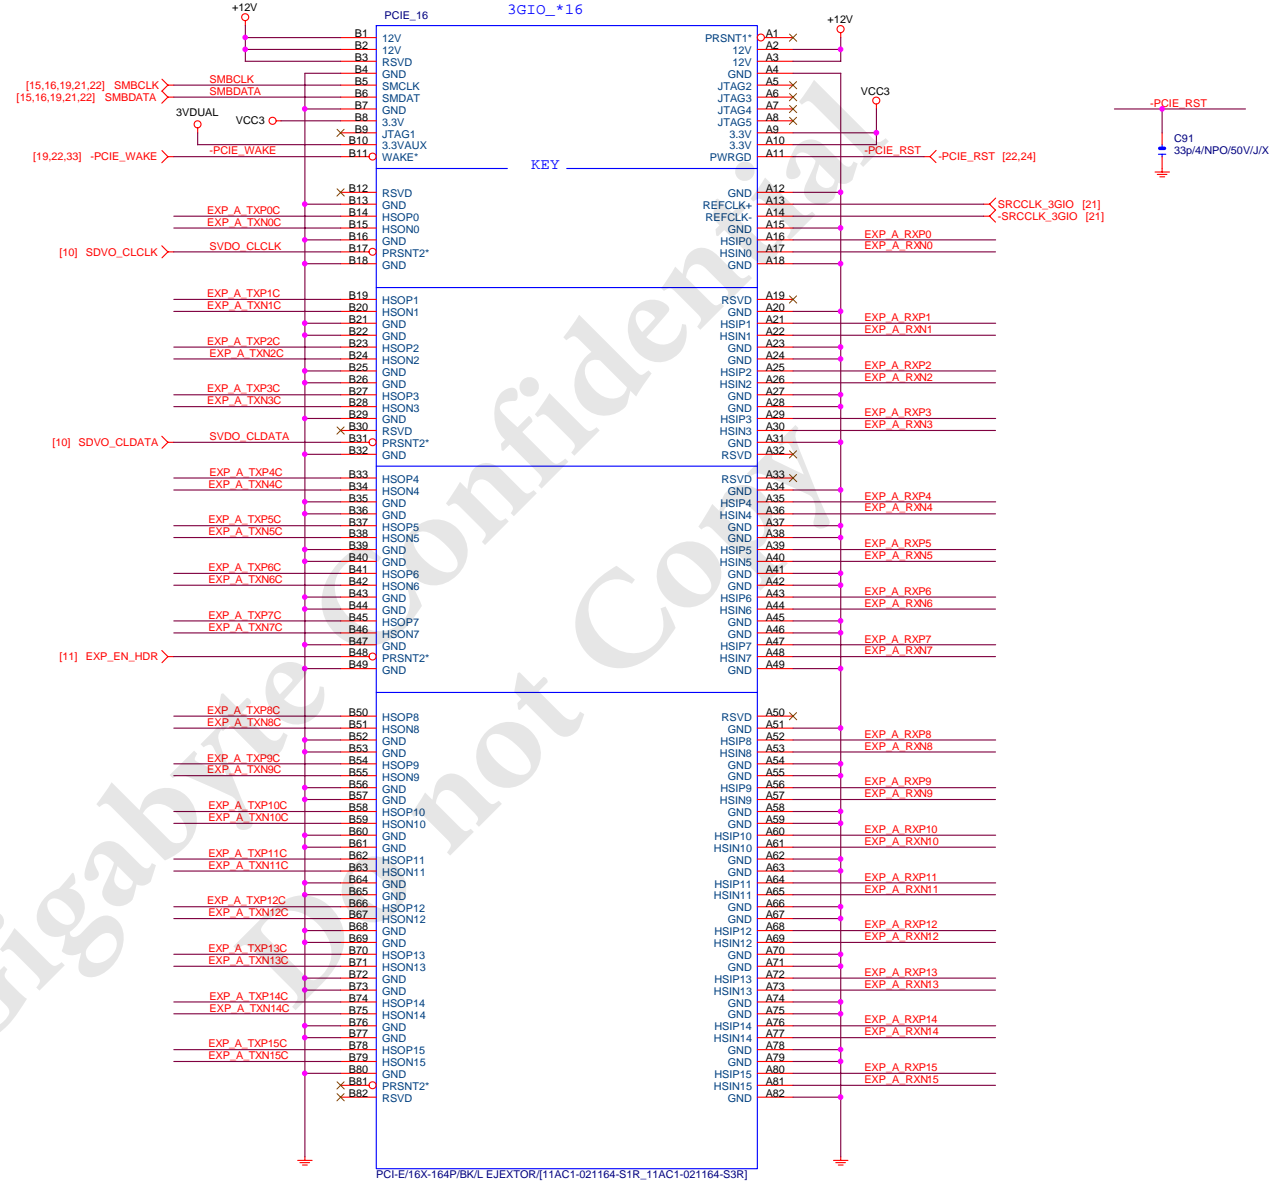 +12V
PCIE_16
3GIO_*16
+12V
B1 12V PRSNT1* A1
B2 12V 12V A2
B3 RSVD 12V A3
B4 GND GND A4
[15,16,19,21,22] SMBCLK SMBCLK B5 SMCLK JTAG2 A5
[15,16,19,21,22] SMBDATA SMBDATA B6 SMDAT JTAG3 A6
B7 GND JTAG4 A7
3VDUAL VCC3 B8 3.3V JTAG5 A8 VCC3
B9 JTAG1 3.3V A9
B10 3.3VAUX 3.3V A10
[19,22,33] -PCIE_WAKE -PCIE_WAKE B11 WAKE* PWRGD A11 -PCIE_RST -PCIE_RST [22,24]
-PCIE_RST
C91
33p/4/NPO/50V/J/X
KEY
B12 RSVD GND A12
B13 GND REFCLK+ A13 SRCCLK_3GIO [21]
EXP_A_TXP0C B14 HSOP0 REFCLK- A14 -SRCCLK_3GIO [21]
EXP_A_TXN0C B15 HSON0 GND A15
B16 GND HSIP0 A16 EXP_A_RXP0
[10] SDVO_CLCLK SVDO_CLCLK B17 PRSNT2* HSIN0 A17 EXP_A_RXN0
B18 GND GND A18
EXP_A_TXP1C B19 HSOP1 RSVD A19
EXP_A_TXN1C B20 HSON1 GND A20
B21 GND HSIP1 A21 EXP_A_RXP1
B22 GND HSIN1 A22 EXP_A_RXN1
EXP_A_TXP2C B23 HSOP2 GND A23
EXP_A_TXN2C B24 HSON2 GND A24
B25 GND HSIP2 A25 EXP_A_RXP2
B26 GND HSIN2 A26 EXP_A_RXN2
EXP_A_TXP3C B27 HSOP3 GND A27
EXP_A_TXN3C B28 HSON3 GND A28
B29 GND HSIP3 A29 EXP_A_RXP3
B30 RSVD HSIN3 A30 EXP_A_RXN3
[10] SDVO_CLDATA SVDO_CLDATA B31 PRSNT2* GND A31
B32 GND RSVD A32
EXP_A_TXP4C B33 HSOP4 RSVD A33
EXP_A_TXN4C B34 HSON4 GND A34
B35 GND HSIP4 A35 EXP_A_RXP4
B36 GND HSIN4 A36 EXP_A_RXN4
EXP_A_TXP5C B37 HSOP5 GND A37
EXP_A_TXN5C B38 HSON5 GND A38
B39 GND HSIP5 A39 EXP_A_RXP5
B40 GND HSIN5 A40 EXP_A_RXN5
EXP_A_TXP6C B41 HSOP6 GND A41
EXP_A_TXN6C B42 HSON6 GND A42
B43 GND HSIP6 A43 EXP_A_RXP6
B44 GND HSIN6 A44 EXP_A_RXN6
EXP_A_TXP7C B45 HSOP7 GND A45
EXP_A_TXN7C B46 HSON7 GND A46
B47 GND HSIP7 A47 EXP_A_RXP7
[11] EXP_EN_HDR B48 PRSNT2* HSIN7 A48 EXP_A_RXN7
B49 GND GND A49
EXP_A_TXP8C B50 HSOP8 RSVD A50
EXP_A_TXN8C B51 HSON8 GND A51
B52 GND HSIP8 A52 EXP_A_RXP8
B53 GND HSIN8 A53 EXP_A_RXN8
EXP_A_TXP9C B54 HSOP9 GND A54
EXP_A_TXN9C B55 HSON9 GND A55
B56 GND HSIP9 A56 EXP_A_RXP9
B57 GND HSIN9 A57 EXP_A_RXN9
EXP_A_TXP10C B58 HSOP10 GND A58
EXP_A_TXN10C B59 HSON10 GND A59
B60 GND HSIP10 A60 EXP_A_RXP10
B61 GND HSIN10 A61 EXP_A_RXN10
EXP_A_TXP11C B62 HSOP11 GND A62
EXP_A_TXN11C B63 HSON11 GND A63
B64 GND HSIP11 A64 EXP_A_RXP11
B65 GND HSIN11 A65 EXP_A_RXN11
EXP_A_TXP12C B66 HSOP12 GND A66
EXP_A_TXN12C B67 HSON12 GND A67
B68 GND HSIP12 A68 EXP_A_RXP12
B69 GND HSIN12 A69 EXP_A_RXN12
EXP_A_TXP13C B70 HSOP13 GND A70
EXP_A_TXN13C B71 HSON13 GND A71
B72 GND HSIP13 A72 EXP_A_RXP13
B73 GND HSIN13 A73 EXP_A_RXN13
EXP_A_TXP14C B74 HSOP14 GND A74
EXP_A_TXN14C B75 HSON14 GND A75
B76 GND HSIP14 A76 EXP_A_RXP14
B77 GND HSIN14 A77 EXP_A_RXN14
EXP_A_TXP15C B78 HSOP15 GND A78
EXP_A_TXN15C B79 HSON15 GND A79
B80 GND HSIP15 A80 EXP_A_RXP15
B81 PRSNT2* HSIN15 A81 EXP_A_RXN15
B82 RSVD GND A82
PCI-E/16X-164P/BK/L EJEXTOR/[11AC1-021164-S1R_11AC1-021164-S3R]
Gigabyte Confidential
Do not Copy